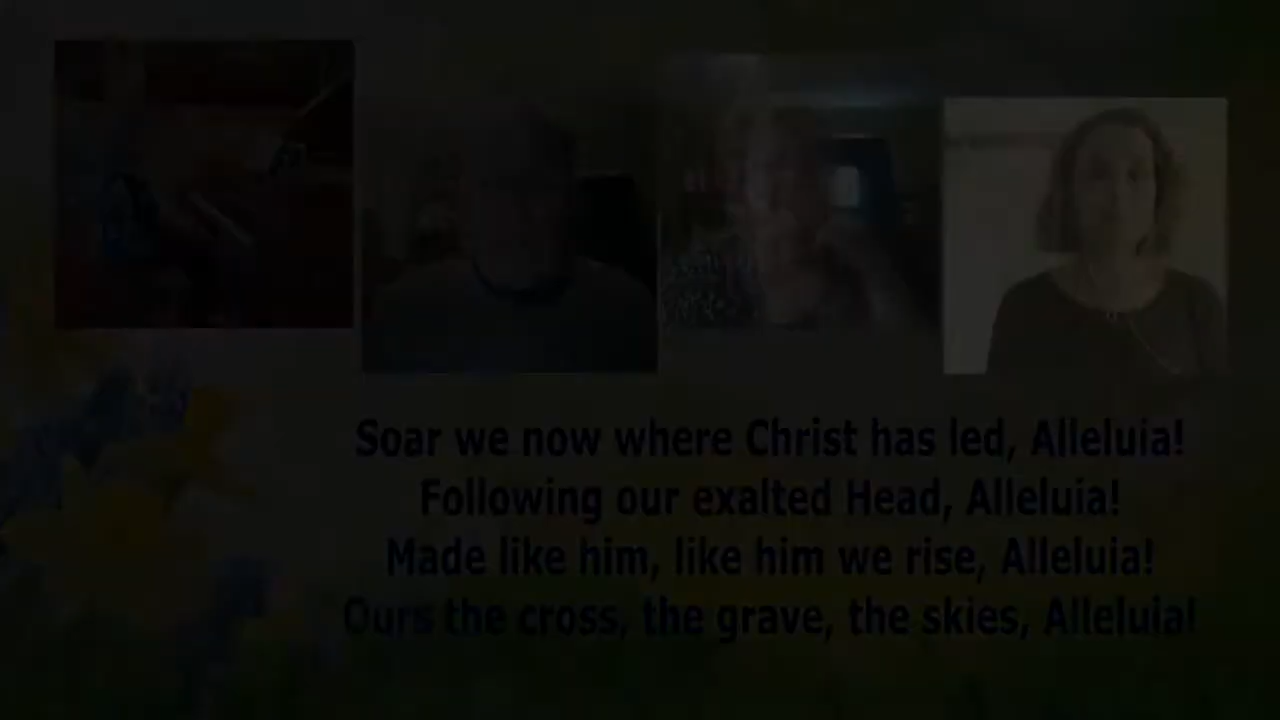 Soar we now where Christ has led, Alleluia!
Following our exalted Head, Alleluia!
Made like him, like him we rise, Alleluia!
Ours the cross, the grave, the skies, Alleluia!